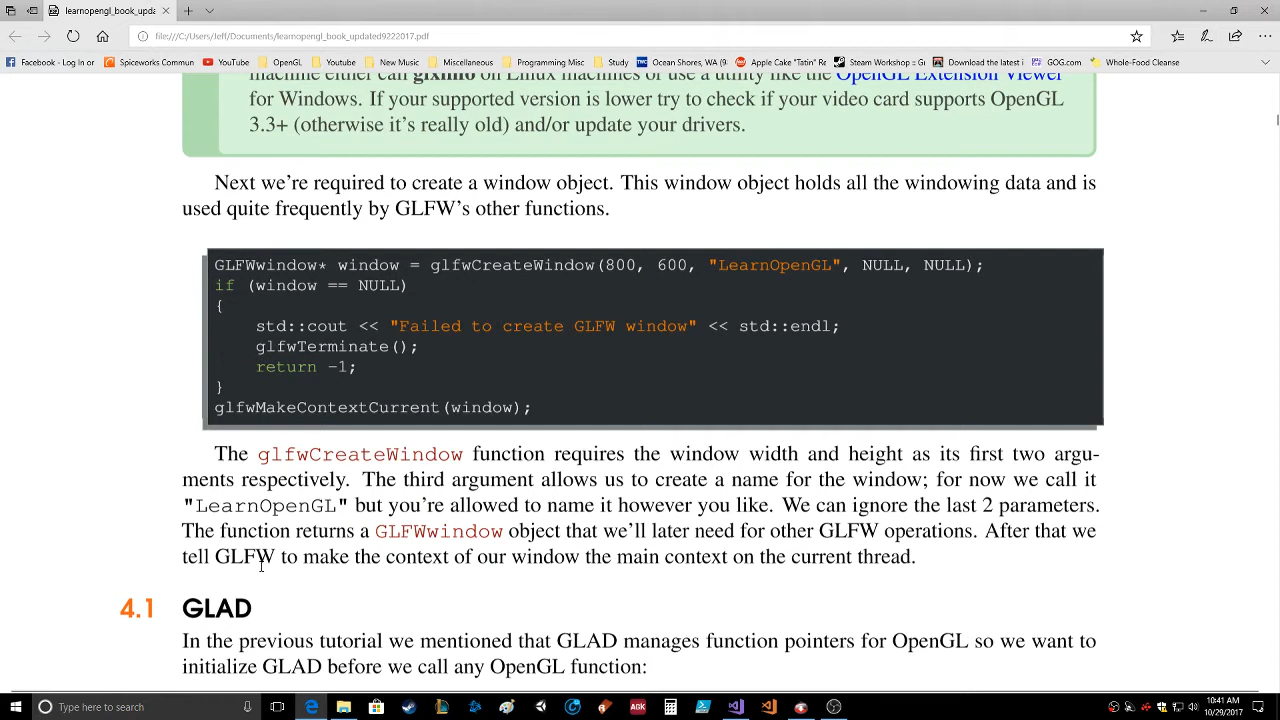 learnopengl_book_upda
file:///C:/Users/Jeff/Documents/learnopengl_book_updated9222017.pdf
Facebook - Log in or
Spiceworks Commun
YouTube
OpenGL
Youtube
New Music
Miscellaneous
Programming Misc
Study
Ocean Shores, WA (9
Apple Cake "Tatin" Re
Steam Workshop :: G
Download the latest i
GOG.com
Whole-Food Cleanse
machine either call glxinfo on Linux machines or use a utility like the OpenGL Extension Viewer
for Windows. If your supported version is lower try to check if your video card supports OpenGL
3.3+ (otherwise it's really old) and/or update your drivers.
Next we're required to create a window object. This window object holds all the windowing data and is
used quite frequently by GLFW's other functions.
GLFWwindow* window = glfwCreateWindow(800, 600, "LearnOpenGL", NULL, NULL);
if (window == NULL)
{
std::cout << "Failed to create GLFW window" << std::endl;
glfwTerminate();
return -1;
}
glfwMakeContextCurrent(window);
The glfwCreateWindow function requires the window width and height as its first two argu-
ments respectively. The third argument allows us to create a name for the window; for now we call it
"LearnOpenGL" but you're allowed to name it however you like. We can ignore the last 2 parameters.
The function returns a GLFWwindow object that we'll later need for other GLFW operations. After that we
tell GLFW to make the context of our window the main context on the current thread.
4.1 GLAD
In the previous tutorial we mentioned that GLAD manages function pointers for OpenGL so we want to
initialize GLAD before we call any OpenGL function:
Type here to search
AGK
10:41 AM
10/29/2017